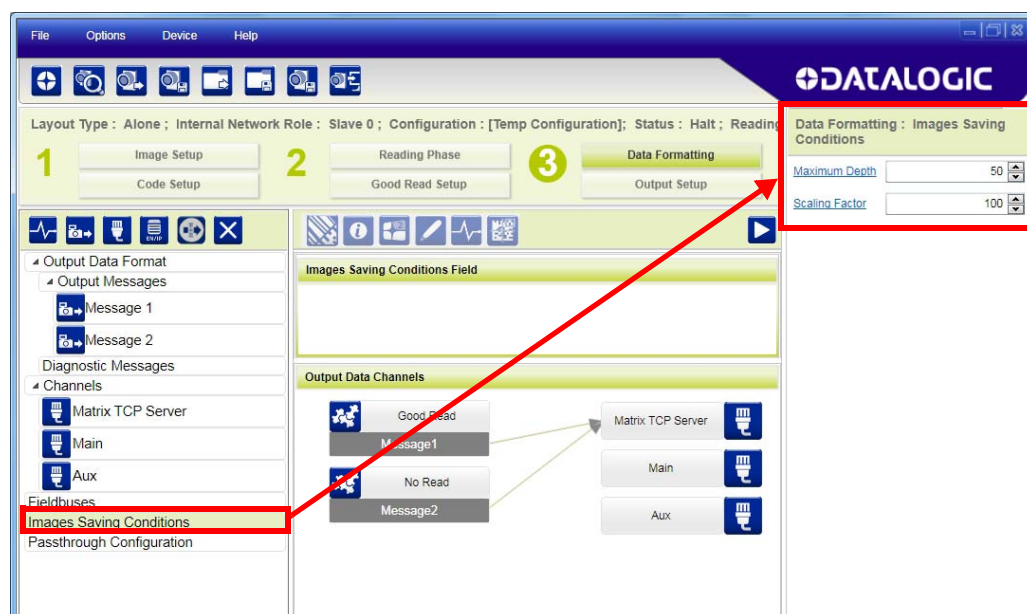 File Options Device Help
DATALOGIC
Layout Type : Alone ; Internal Network Role : Slave 0 ; Configuration : [Temp Configuration]; Status : Halt ; Reading
1
Image Setup
Code Setup
2
Reading Phase
Good Read Setup
3
Data Formatting
Output Setup
Data Formatting : Images Saving
Conditions
Maximum Depth 50
Scaling Factor 100
EN/IP
Output Data Format
Output Messages
Message 1
Message 2
Diagnostic Messages
Channels
Matrix TCP Server
Main
Aux
Fieldbuses
Images Saving Conditions
Passthrough Configuration
Images Saving Conditions Field
Output Data Channels
Good Read
Message1
No Read
Message2
Matrix TCP Server
Main
Aux